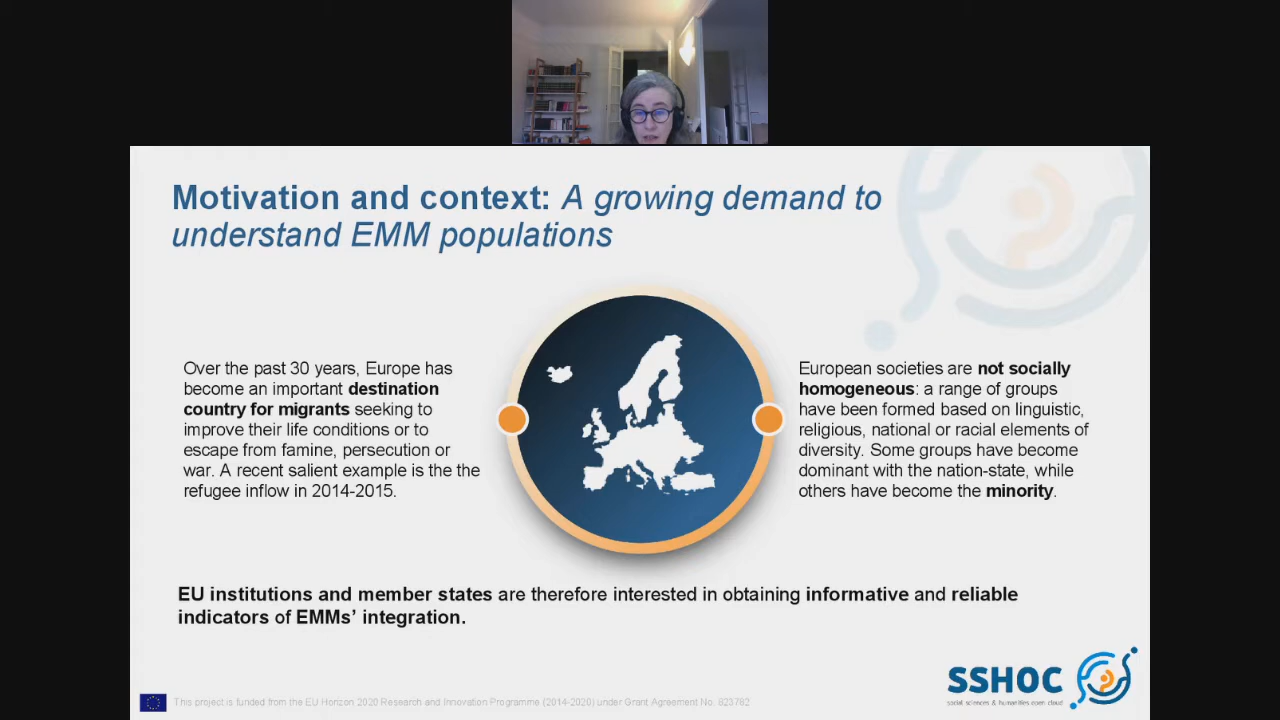 Motivation and context: A growing demand to
understand EMM populations
Over the past 30 years, Europe has
become an important destination
country for migrants seeking to
improve their life conditions or to
escape from famine, persecution or
war. A recent salient example is the the
refugee inflow in 2014-2015.
European societies are not socially
homogeneous: a range of groups
have been formed based on linguistic,
religious, national or racial elements of
diversity. Some groups have become
dominant with the nation-state, while
others have become the minority.
EU institutions and member states are therefore interested in obtaining informative and reliable
indicators of EMMs’ integration.
SSHOC
social sciences & humanities open cloud
This project is funded from the EU Horizon 2020 Research and Innovation Programme (2014-2020) under Grant Agreement No. 823782